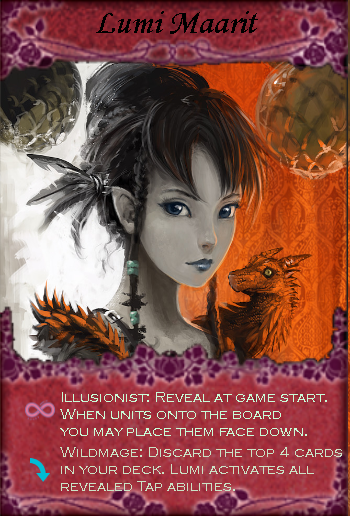 Lumi Maarit
Illusionist: Reveal at game start.
When units onto the board
you may place them face down.
Wildmage: Discard the top 4 cards
in your deck. Lumi activates all
revealed Tap abilities.